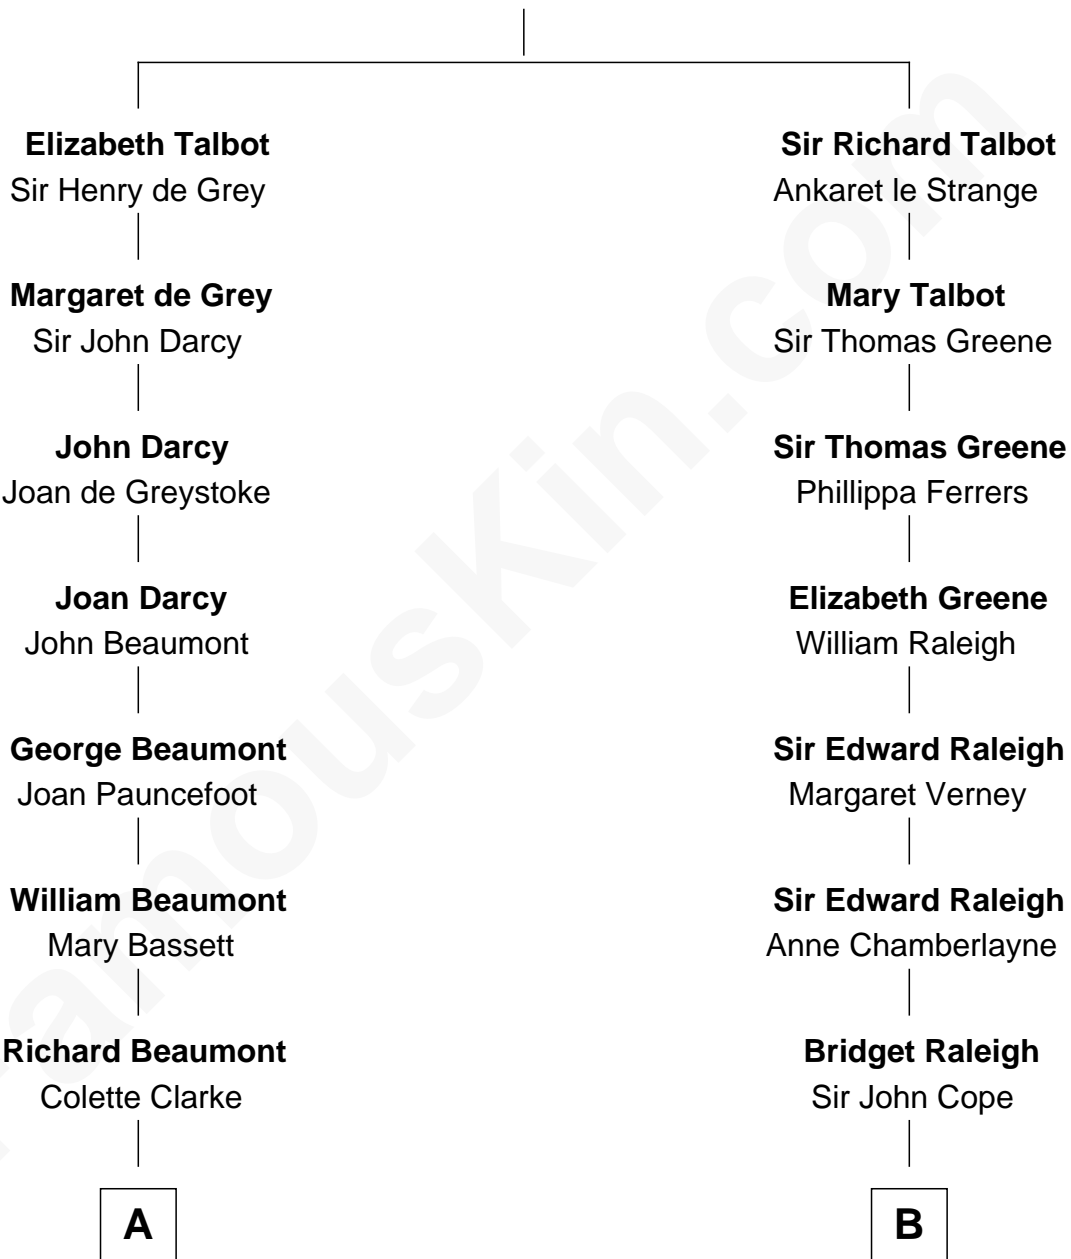 Elizabeth Talbot
Sir Henry de Grey
Margaret de Grey
Sir John Darcy
John Darcy
Joan de Greystoke
Joan Darcy
John Beaumont
George Beaumont
Joan Pauncefoot
William Beaumont
Mary Bassett
Richard Beaumont
Colette Clarke
A
Sir Richard Talbot
Ankaret le Strange
Mary Talbot
Sir Thomas Greene
Sir Thomas Greene
Phillippa Ferrers
Elizabeth Greene
William Raleigh
Sir Edward Raleigh
Margaret Verney
Sir Edward Raleigh
Anne Chamberlayne
Bridget Raleigh
Sir John Cope
B
FamousKin.com